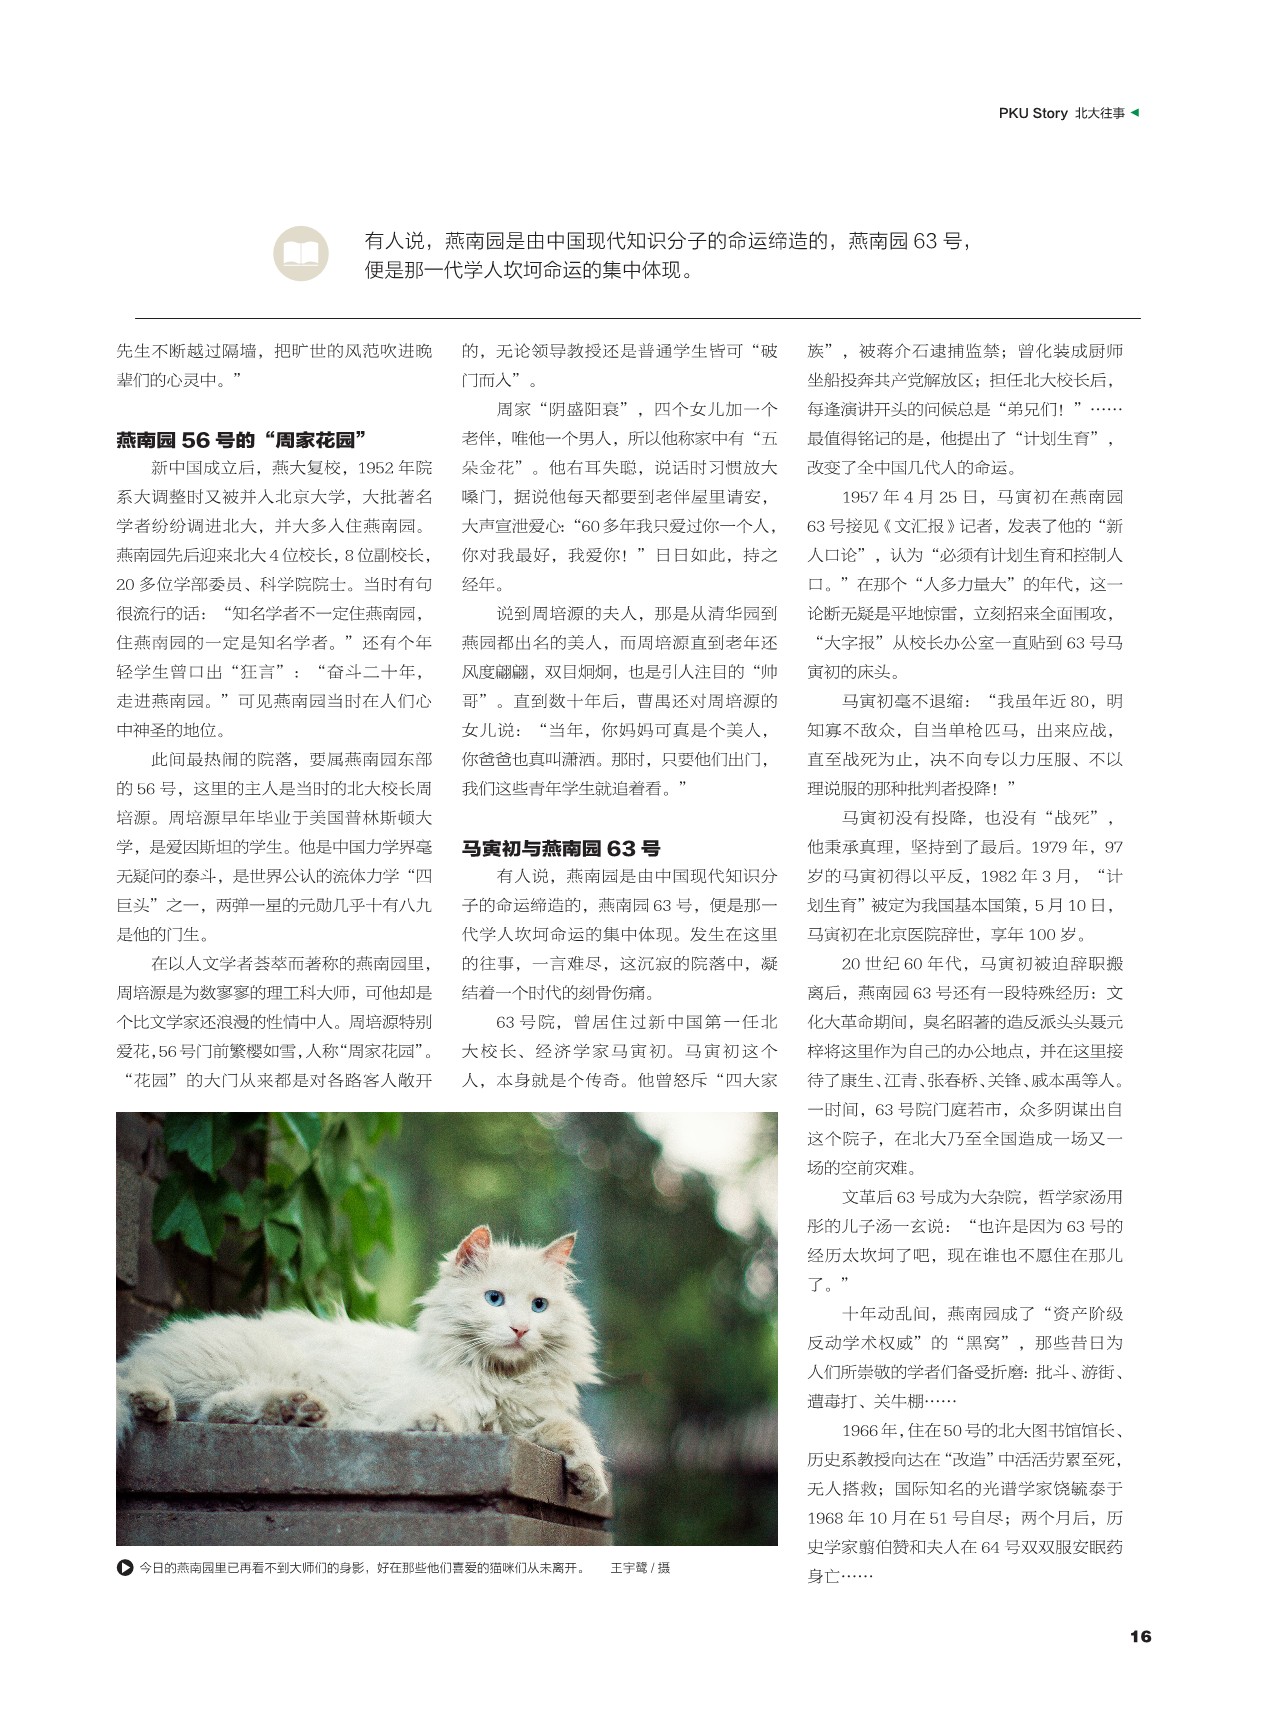 PKU Story 北大往事
有人说，燕南园是由中国现代知识分子的命运缔造的，燕南园 63 号，
便是那一代学人坎坷命运的集中体现。
先生不断越过隔墙，把旷世的风范吹进晚
辈们的心灵中。”
燕南园 56 号的“周家花园”
新中国成立后，燕大复校，1952 年院
系大调整时又被并入北京大学，大批著名
学者纷纷调进北大，并大多入住燕南园。
燕南园先后迎来北大 4 位校长，8 位副校长，
20 多位学部委员、科学院院士。当时有句
很流行的话：“知名学者不一定住燕南园，
住燕南园的一定是知名学者。”还有个年
轻学生曾口出“狂言”：“奋斗二十年，
走进燕南园。”可见燕南园当时在人们心
中神圣的地位。
此间最热闹的院落，要属燕南园东部
的 56 号，这里的主人是当时的北大校长周
培源。周培源早年毕业于美国普林斯顿大
学，是爱因斯坦的学生。他是中国力学界毫
无疑问的泰斗，是世界公认的流体力学“四
巨头”之一，两弹一星的元勋几乎十有八九
是他的门生。
在以人文学者荟萃而著称的燕南园里，
周培源是为数寥寥的理工科大师，可他却是
个比文学家还浪漫的性情中人。周培源特别
爱花，56 号门前繁樱如雪，人称“周家花园”。
“花园”的大门从来都是对各路客人敞开
的，无论领导教授还是普通学生皆可“破
门而入”。
周家“阴盛阳衰”，四个女儿加一个
老伴，唯他一个男人，所以他称家中有“五
朵金花”。他右耳失聪，说话时习惯放大
嗓门，据说他每天都要到老伴屋里请安，
大声宣泄爱心：“60 多年我只爱过你一个人，
你对我最好，我爱你！”日日如此，持之
经年。
说到周培源的夫人，那是从清华园到
燕园都出名的美人，而周培源直到老年还
风度翩翩，双目炯炯，也是引人注目的“帅
哥”。直到数十年后，曹禺还对周培源的
女儿说：“当年，你妈妈可真是个美人，
你爸爸也真叫潇洒。那时，只要他们出门，
我们这些青年学生就追着看。”
马寅初与燕南园 63 号
有人说，燕南园是由中国现代知识分
子的命运缔造的，燕南园 63 号，便是那一
代学人坎坷命运的集中体现。发生在这里
的往事，一言难尽，这沉寂的院落中，凝
结着一个时代的刻骨伤痛。
63 号院，曾居住过新中国第一任北
大校长、经济学家马寅初。马寅初这个
人，本身就是个传奇。他曾怒斥“四大家
族”，被蒋介石逮捕监禁；曾化装成厨师
坐船投奔共产党解放区；担任北大校长后，
每逢演讲开头的问候总是“弟兄们！”……
最值得铭记的是，他提出了“计划生育”，
改变了全中国几代人的命运。
1957 年 4 月 25 日，马寅初在燕南园
63 号接见《文汇报》记者，发表了他的“新
人口论”，认为“必须有计划生育和控制人
口。”在那个“人多力量大”的年代，这一
论断无疑是平地惊雷，立刻招来全面围攻，
“大字报”从校长办公室一直贴到 63 号马
寅初的床头。
马寅初毫不退缩：“我虽年近 80，明
知寡不敌众，自当单枪匹马，出来应战，
直至战死为止，决不向专以力压服、不以
理说服的那种批判者投降！”
马寅初没有投降，也没有“战死”，
他秉承真理，坚持到了最后。1979 年，97
岁的马寅初得以平反，1982 年 3 月，“计
划生育”被定为我国基本国策，5 月 10 日，
马寅初在北京医院辞世，享年 100 岁。
20 世纪 60 年代，马寅初被迫辞职搬
离后，燕南园 63 号还有一段特殊经历：文
化大革命期间，臭名昭著的造反派头头聂元
梓将这里作为自己的办公地点，并在这里接
待了康生、江青、张春桥、关锋、戚本禹等人。
一时间，63 号院门庭若市，众多阴谋出自
这个院子，在北大乃至全国造成一场又一
场的空前灾难。
文革后 63 号成为大杂院，哲学家汤用
彤的儿子汤一玄说：“也许是因为 63 号的
经历太坎坷了吧，现在谁也不愿住在那儿
了。”
十年动乱间，燕南园成了“资产阶级
反动学术权威”的“黑窝”，那些昔日为
人们所崇敬的学者们备受折磨：批斗、游街、
遭毒打、关牛棚……
1966 年，住在 50 号的北大图书馆馆长、
历史系教授向达在“改造”中活活劳累至死，
无人搭救；国际知名的光谱学家饶毓泰于
1968 年 10 月在 51 号自尽；两个月后，历
史学家翦伯赞和夫人在 64 号双双服安眠药
身亡……
今日的燕南园里已再看不到大师们的身影，好在那些他们喜爱的猫咪们从未离开。 王宇鹭 / 摄
16